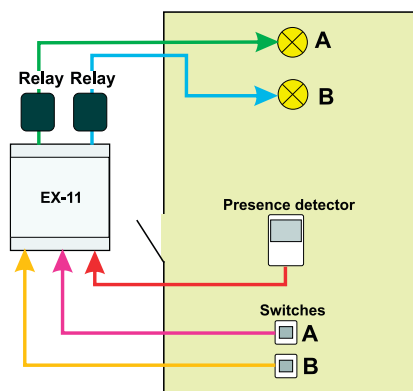 A
Relay Relay
B
EX-11
Presence detector
Switches
A
B